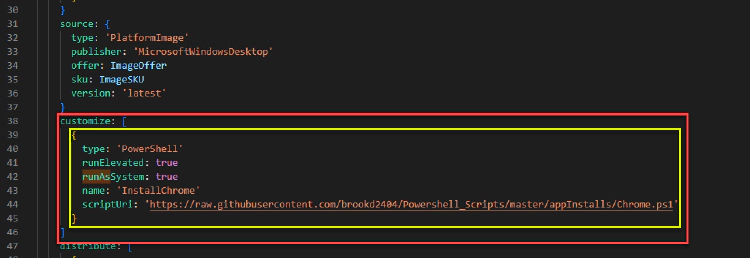 30 }
31 source: {
32 type: 'PlatformImage'
33 publisher: 'MicrosoftWindowsDesktop'
34 offer: ImageOffer
35 sku: ImageSKU
36 version: 'latest'
37 }
38 customize: [
39 {
40 type: 'PowerShell'
41 runElevated: true
42 runAsSystem: true
43 name: 'InstallChrome'
44 scriptUri: 'https://raw.githubusercontent.com/brookd2404/Powershell_Scripts/master/appInstalls/Chrome.ps1'
45 }
46 ]
47 distribute: [